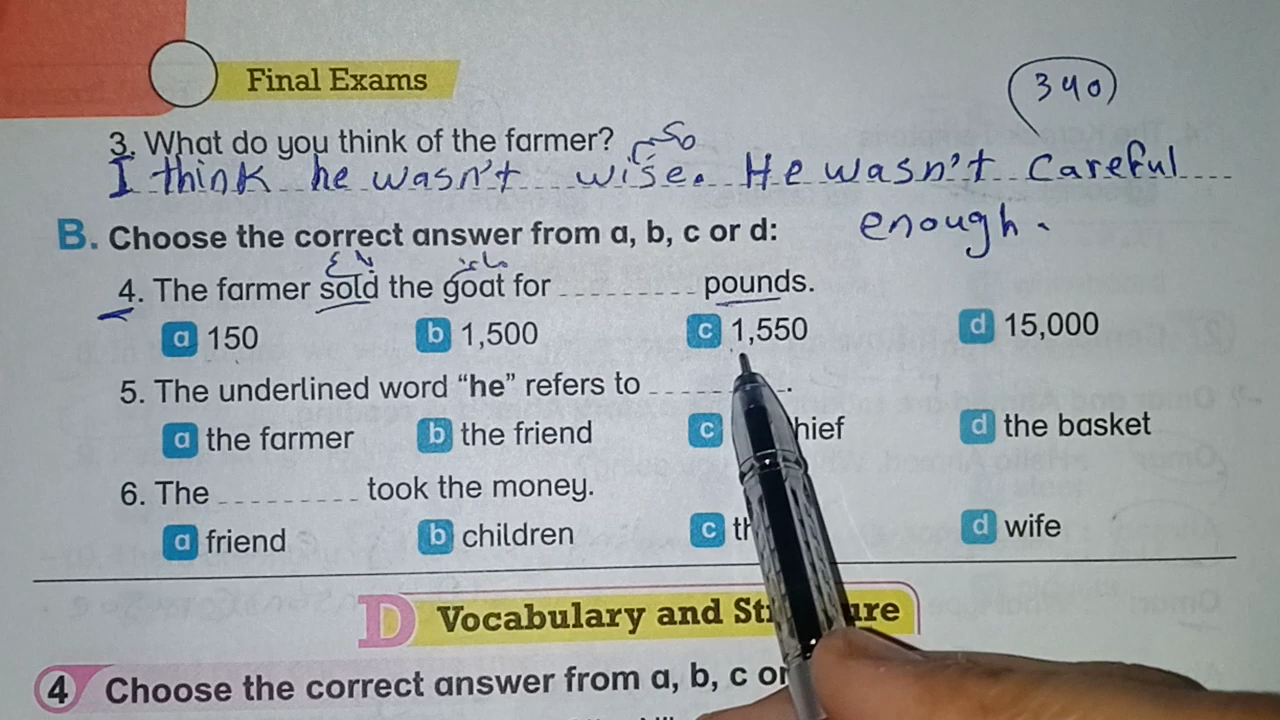 Final Exams
340
3. What do you think of the farmer?
So
I think he wasn't wise. He wasn't careful
enough.
B. Choose the correct answer from a, b, c or d:
باع
4. The farmer sold the goat for ---------- pounds.
a 150 b 1,500 c 1,550 d 15,000
5. The underlined word “he” refers to ----------.
a the farmer b the friend c hief d the basket
6. The ---------- took the money.
a friend b children c th d wife
D Vocabulary and St ure
4 Choose the correct answer from a, b, c or